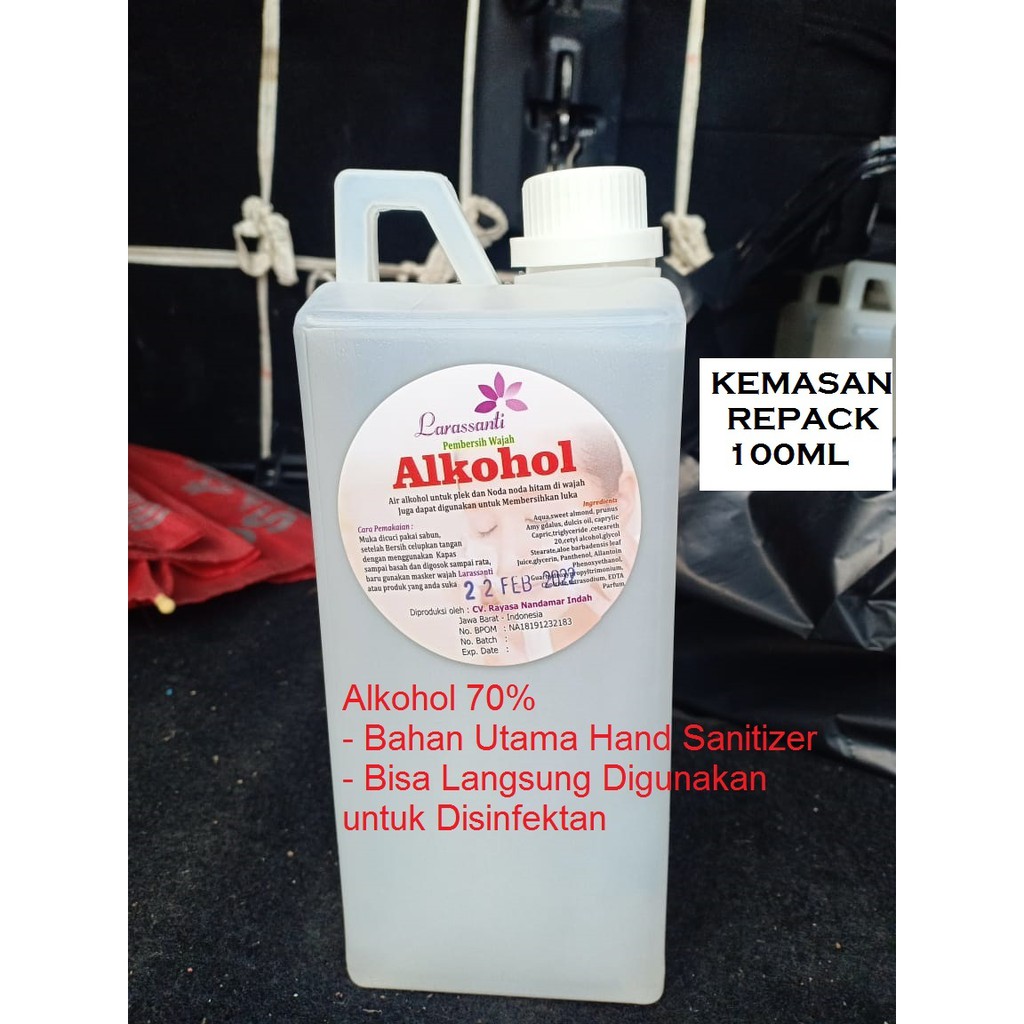 KEMASAN
REPACK
100ML
Larassanti
Pembersih Wajah
Alkohol
Air alkohol untuk plek dan Noda noda hitam di wajah
Juga dapat digunakan untuk Membersihkan luka
Cara Pemakaian :
Muka dicuci pakai sabun,
setelah Bersih celupkan tangan
dengan menggunakan Kapas
sampai basah dan digosok sampai rata,
baru gunakan masker wajah Larassanti
atau produk yang anda suka
Ingredients
Aqua,sweet almond, prunus
Amy gdalus, dulcis oil, caprylic
Capric,triglyceride ,ceteareth
20,cetyl alcohol,glycol
Stearate,aloe barbadensis leaf
Juice,glycerin, Panthenol, Allantoin
Phenoxyethanol,
EDTA
Parfum
22 FEB 2023
Diproduksi oleh : CV. Rayasa Nandamar Indah
Jawa Barat - Indonesia
No. BPOM : NA18191232183
No. Batch :
Exp. Date :
Alkohol 70%
- Bahan Utama Hand Sanitizer
- Bisa Langsung Digunakan
untuk Disinfektan